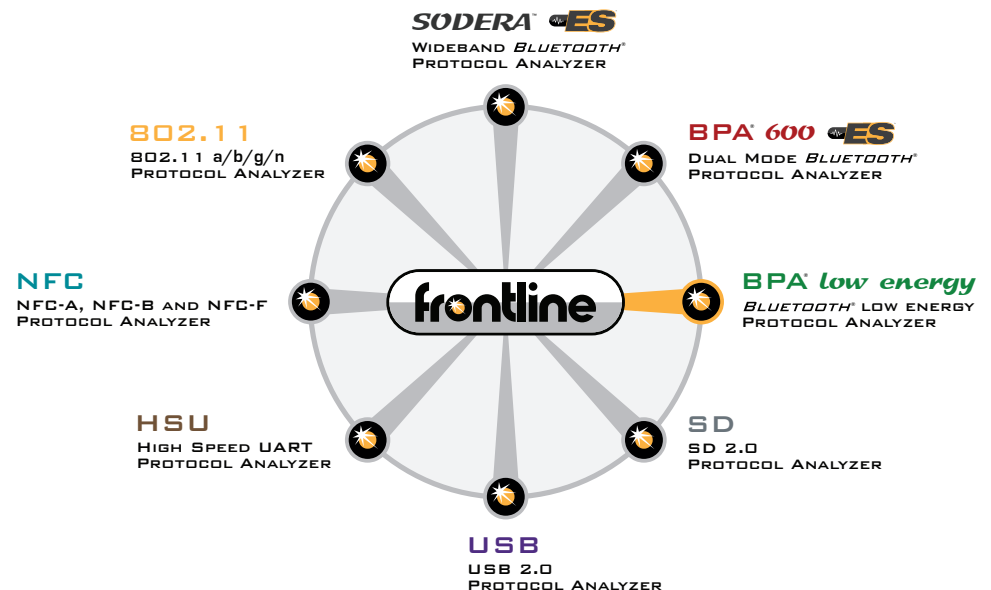 SODERA™ ES
WIDEBAND BLUETOOTH®
PROTOCOL ANALYZER
802.11
802.11 a/b/g/n
PROTOCOL ANALYZER
BPA® 600 ES
DUAL MODE BLUETOOTH®
PROTOCOL ANALYZER
NFC
NFC-A, NFC-B AND NFC-F
PROTOCOL ANALYZER
frontline
BPA® low energy
BLUETOOTH® LOW ENERGY
PROTOCOL ANALYZER
HSU
HIGH SPEED UART
PROTOCOL ANALYZER
SD
SD 2.0
PROTOCOL ANALYZER
USB
USB 2.0
PROTOCOL ANALYZER